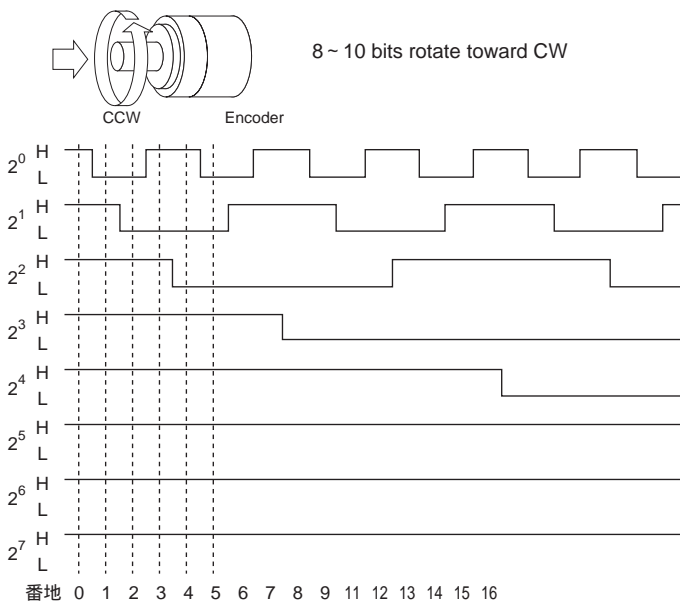 8 ~ 10 bits rotate toward CW
CCW
Encoder
2⁰ H
L
2¹ H
L
2² H
L
2³ H
L
2⁴ H
L
2⁵ H
L
2⁶ H
L
2⁷ H
L
番地 0 1 2 3 4 5 6 7 8 9 11 12 13 14 15 16